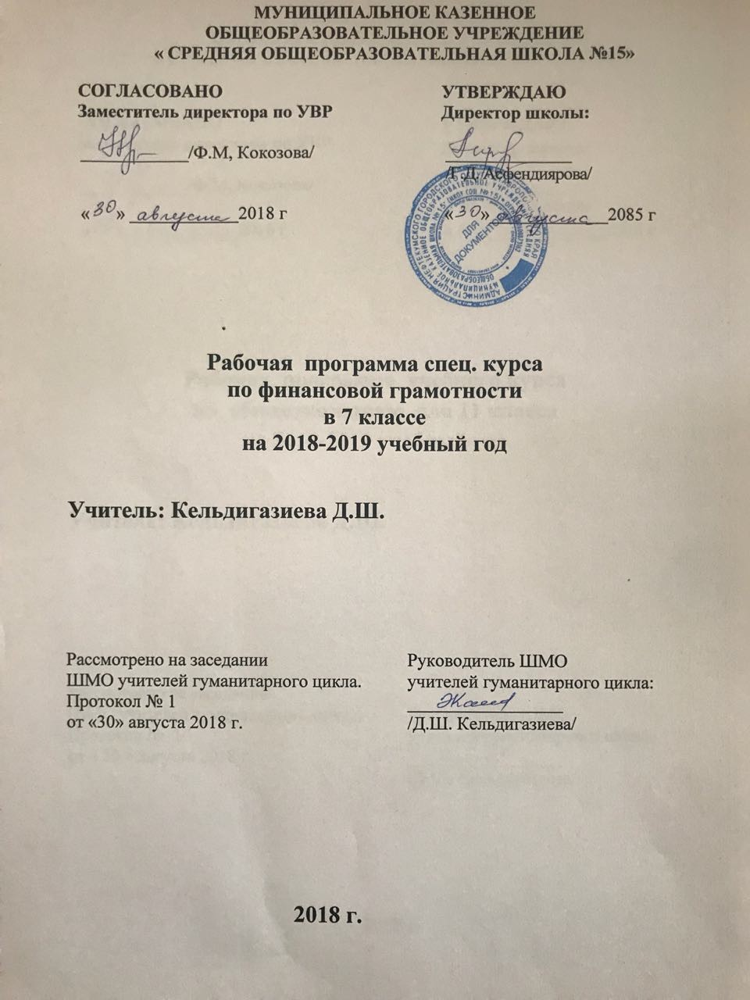 МУНИЦИПАЛЬНОЕ КАЗЕННОЕ
ОБЩЕОБРАЗОВАТЕЛЬНОЕ УЧРЕЖДЕНИЕ
« СРЕДНЯЯ ОБЩЕОБРАЗОВАТЕЛЬНАЯ ШКОЛА №15»
СОГЛАСОВАНО
Заместитель директора по УВР
/Ф.М, Кокозова/
«30» августа 2018 г
УТВЕРЖДАЮ
Директор школы:
/Г.Д. Асфендиярова/
«30» августа 2085 г
ДЛЯ
ДОКУМЕНТОВ
Рабочая программа спец. курса
по финансовой грамотности
в 7 классе
на 2018-2019 учебный год
Учитель: Кельдигазиева Д.Ш.
Рассмотрено на заседании
ШМО учителей гуманитарного цикла.
Протокол № 1
от «30» августа 2018 г.
Руководитель ШМО
учителей гуманитарного цикла:
/Д.Ш. Кельдигазиева/
2018 г.